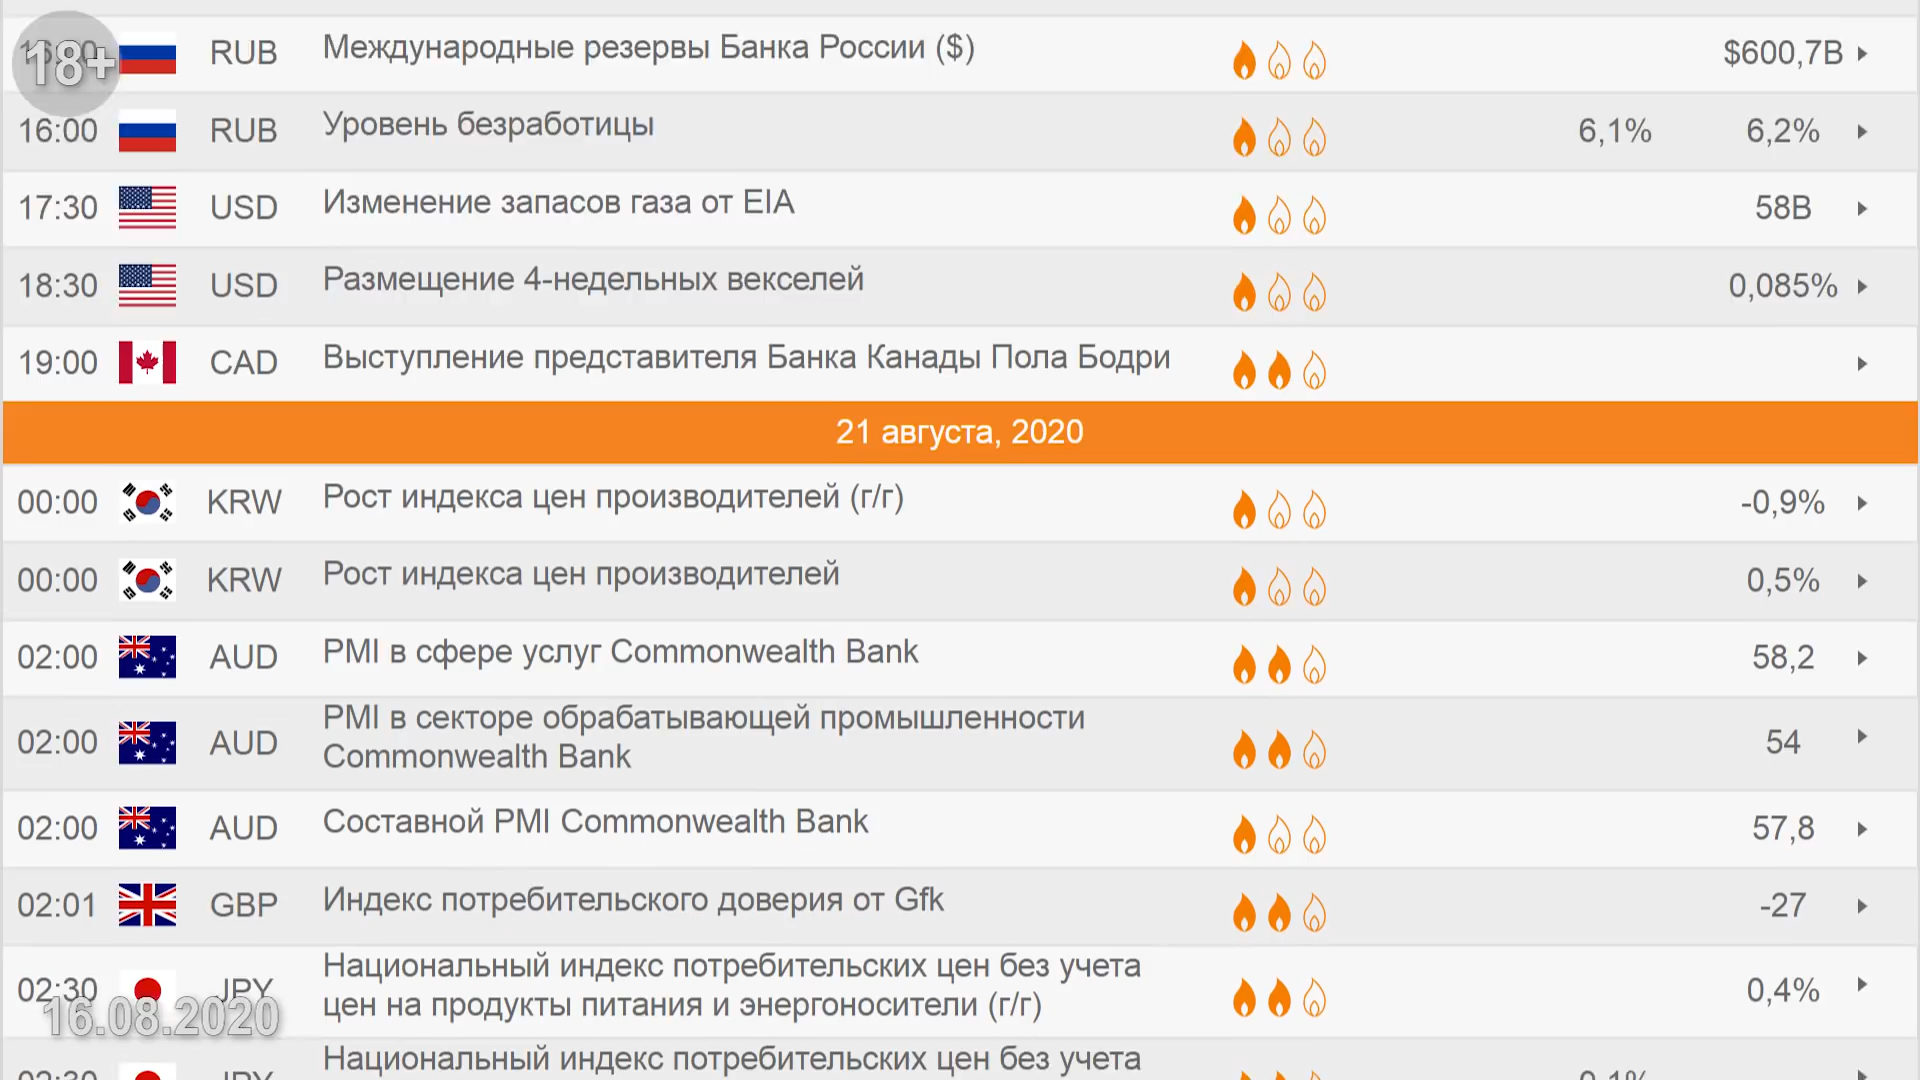 18+
RUB Международные резервы Банка России ($) $600,7B
16:00 RUB Уровень безработицы 6,1% 6,2%
17:30 USD Изменение запасов газа от EIA 58B
18:30 USD Размещение 4-недельных векселей 0,085%
19:00 CAD Выступление представителя Банка Канады Пола Бодри
21 августа, 2020
00:00 KRW Рост индекса цен производителей (г/г) -0,9%
00:00 KRW Рост индекса цен производителей 0,5%
02:00 AUD PMI в сфере услуг Commonwealth Bank 58,2
02:00 AUD PMI в секторе обрабатывающей промышленности
Commonwealth Bank 54
02:00 AUD Составной PMI Commonwealth Bank 57,8
02:01 GBP Индекс потребительского доверия от Gfk -27
02:30 JPY Национальный индекс потребительских цен без учета
цен на продукты питания и энергоносители (г/г) 0,4%
16.08.2020
Национальный индекс потребительских цен без учета